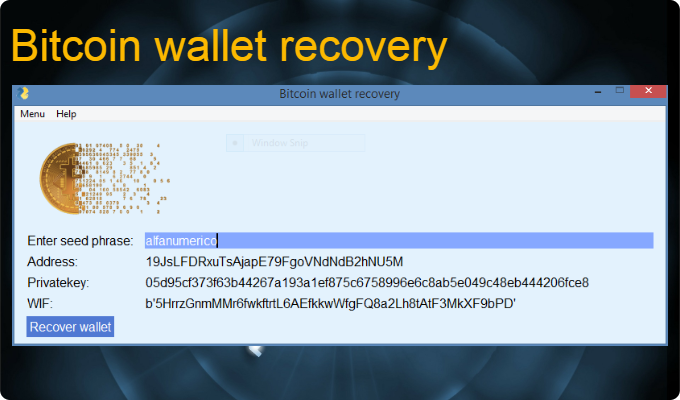 Bitcoin wallet recovery
Bitcoin wallet recovery
Menu Help
Window Snip
Enter seed phrase: alfanumerico
Address: 19JsLFDRxuTsAjapE79FgoVNdNdB2hNU5M
Privatekey: 05d95cf373f63b44267a193a1ef875c6758996e6c8ab5e049c48eb444206fce8
WIF: b'5HrrzGnmMMr6fwkftrtL6AEfkkwWfgFQ8a2Lh8tAtF3MkXF9bPD'
Recover wallet